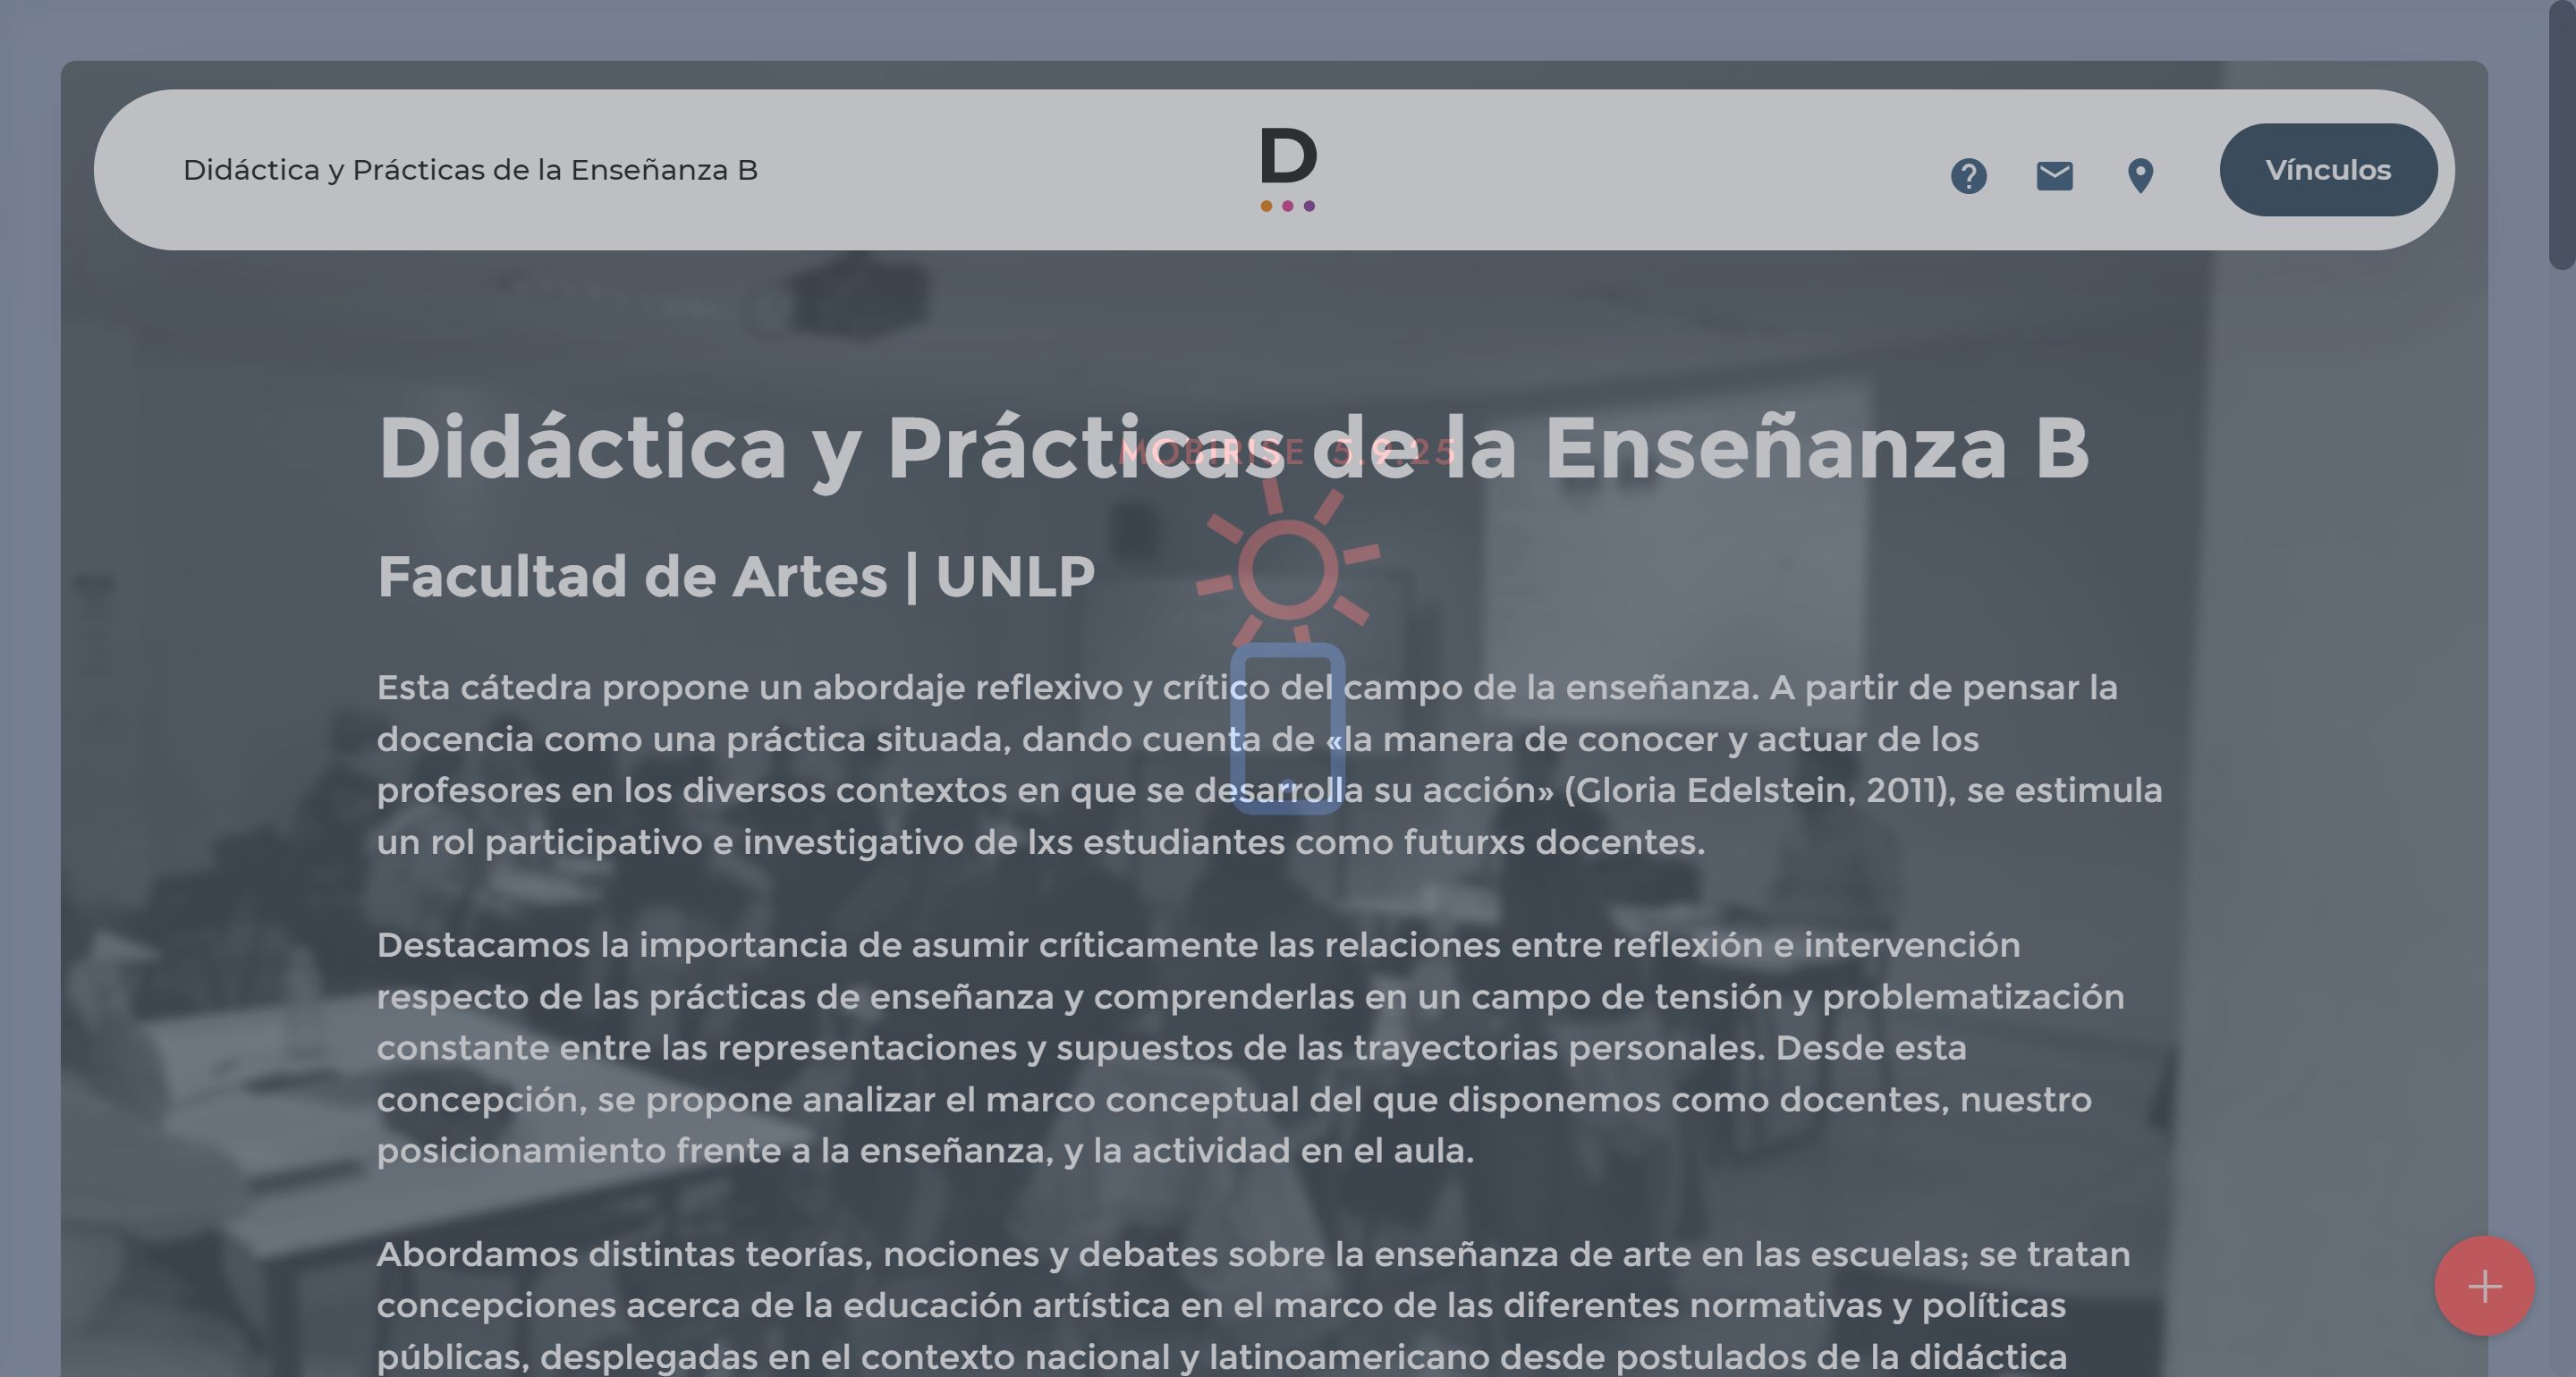 Didáctica y Prácticas de la Enseñanza B
D
Vínculos
Didáctica y Prácticas de la Enseñanza B
MOBIRISE 5.9.25
Facultad de Artes | UNLP
Esta cátedra propone un abordaje reflexivo y crítico del campo de la enseñanza. A partir de pensar la
docencia como una práctica situada, dando cuenta de «la manera de conocer y actuar de los
profesores en los diversos contextos en que se desarrolla su acción» (Gloria Edelstein, 2011), se estimula
un rol participativo e investigativo de lxs estudiantes como futurxs docentes.
Destacamos la importancia de asumir críticamente las relaciones entre reflexión e intervención
respecto de las prácticas de enseñanza y comprenderlas en un campo de tensión y problematización
constante entre las representaciones y supuestos de las trayectorias personales. Desde esta
concepción, se propone analizar el marco conceptual del que disponemos como docentes, nuestro
posicionamiento frente a la enseñanza, y la actividad en el aula.
Abordamos distintas teorías, nociones y debates sobre la enseñanza de arte en las escuelas; se tratan
concepciones acerca de la educación artística en el marco de las diferentes normativas y políticas
públicas, desplegadas en el contexto nacional y latinoamericano desde postulados de la didáctica